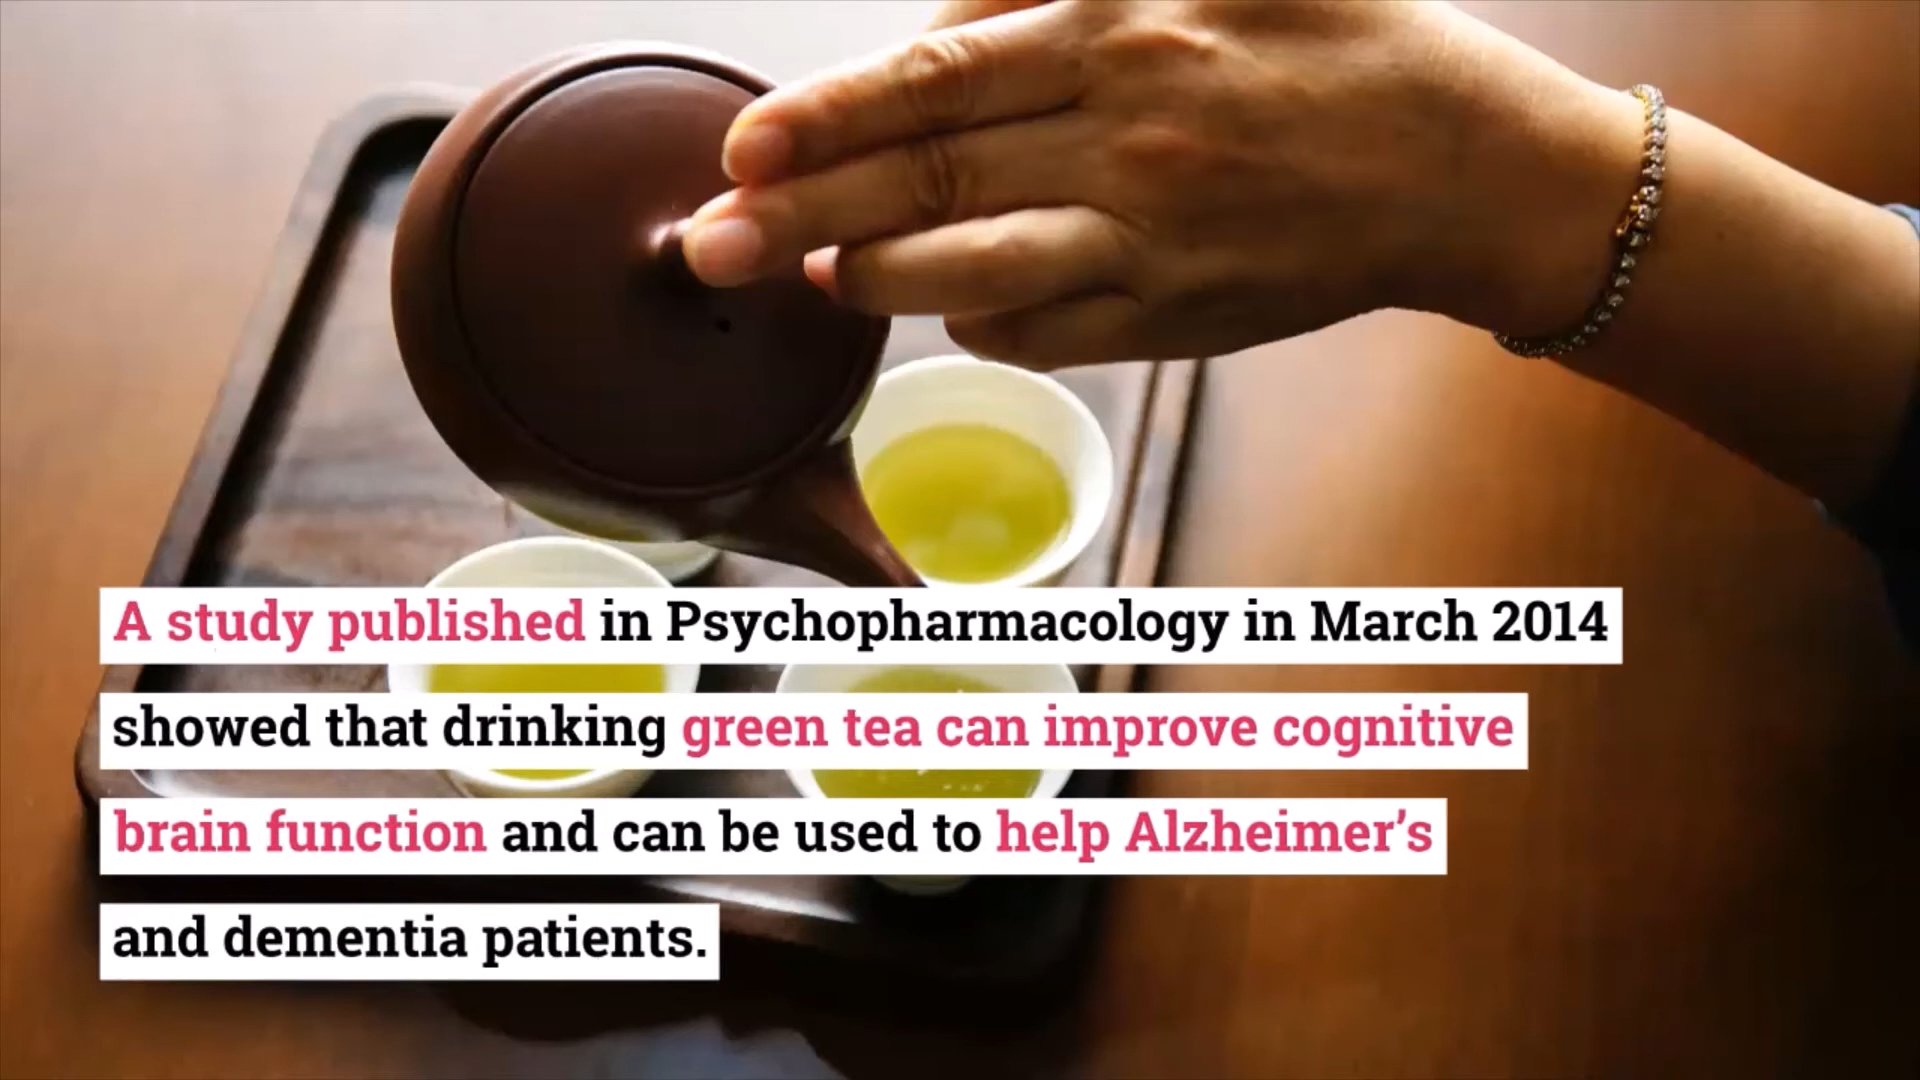 A study published in Psychopharmacology in March 2014
showed that drinking green tea can improve cognitive
brain function and can be used to help Alzheimer’s
and dementia patients.